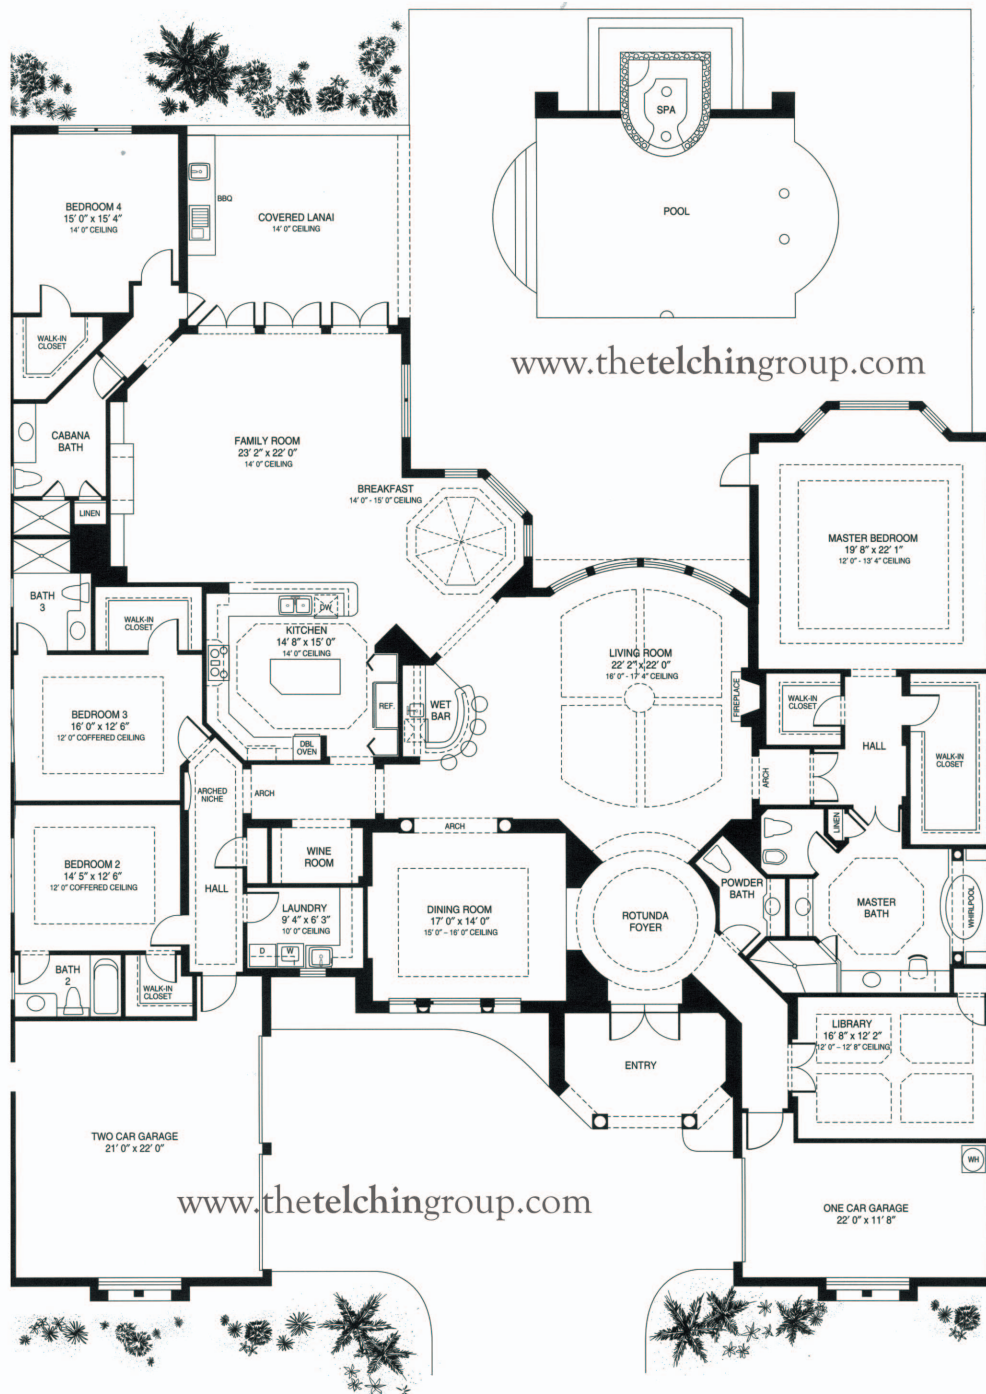 SPA
BEDROOM 4
15' 0" x 15' 4"
14' 0" CEILING
BBQ
COVERED LANAI
14' 0" CEILING
POOL
WALK-IN
CLOSET
www.thetelchingroup.com
CABANA
BATH
FAMILY ROOM
23' 2" x 22' 0"
14' 0" CEILING
BREAKFAST
14' 0" - 15' 0" CEILING
LINEN
MASTER BEDROOM
19' 8" x 22' 1"
12' 0" - 13' 4" CEILING
BATH
3
WALK-IN
CLOSET
DW
KITCHEN
14' 8" x 15' 0"
14' 0" CEILING
LIVING ROOM
22' 2" x 22' 0"
16' 0" - 17' 4" CEILING
FIREPLACE
WALK-IN
CLOSET
REF.
WET
BAR
BEDROOM 3
16' 0" x 12' 6"
12' 0" COFFERED CEILING
DBL
OVEN
HALL
WALK-IN
CLOSET
ARCHED
NICHE
ARCH
ARCH
ARCH
LINEN
WINE
ROOM
BEDROOM 2
14' 5" x 12' 6"
12' 0" COFFERED CEILING
HALL
LAUNDRY
9' 4" x 6' 3"
10' 0" CEILING
D
W
DINING ROOM
17' 0" x 14' 0"
15' 0" - 16' 0" CEILING
ROTUNDA
FOYER
POWDER
BATH
MASTER
BATH
WHIRLPOOL
BATH
2
WALK-IN
CLOSET
LIBRARY
16' 8" x 12' 2"
12' 0" - 12' 8" CEILING
ENTRY
TWO CAR GARAGE
21' 0" x 22' 0"
WH
www.thetelchingroup.com
ONE CAR GARAGE
22' 0" x 11' 8"